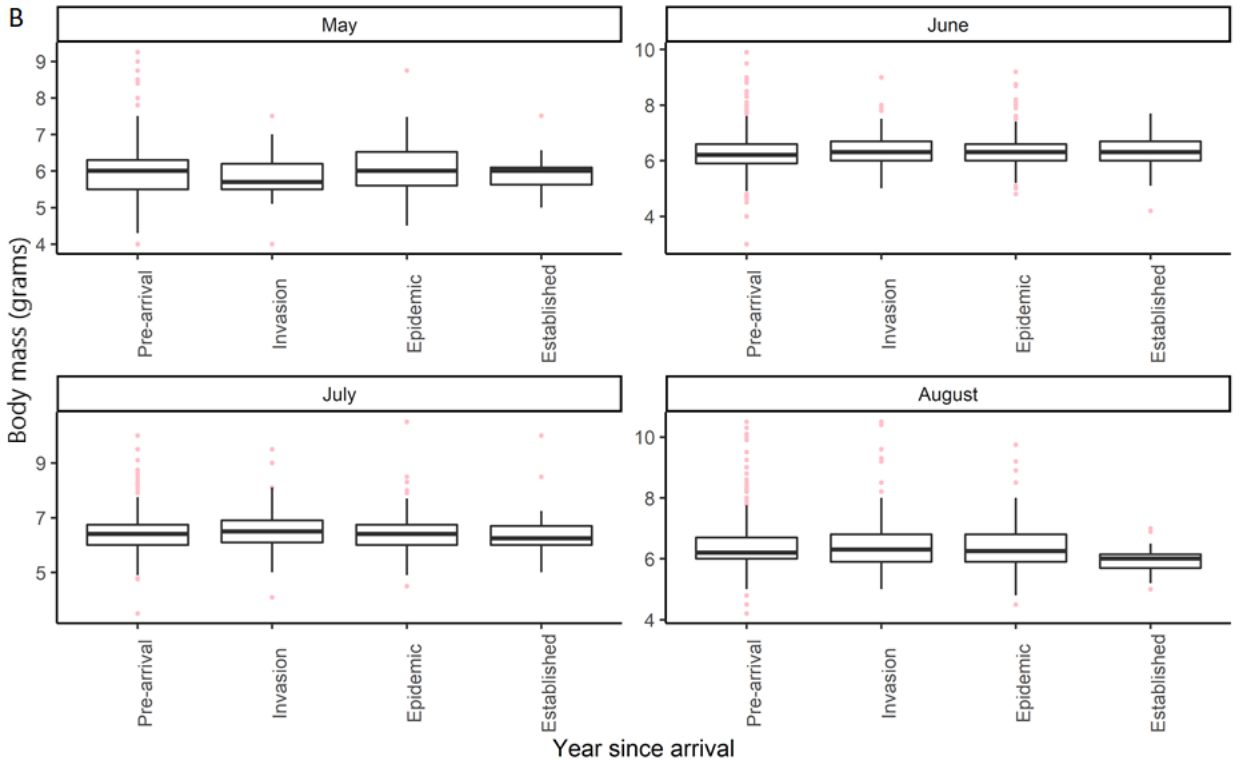 B
May
June
9
8
7
6
5
4
10
8
6
4
Pre-arrival
Invasion
Epidemic
Established
Pre-arrival
Invasion
Epidemic
Established
Body mass (grams)
July
August
9
7
5
10
8
6
4
Pre-arrival
Invasion
Epidemic
Established
Pre-arrival
Invasion
Epidemic
Established
Year since arrival